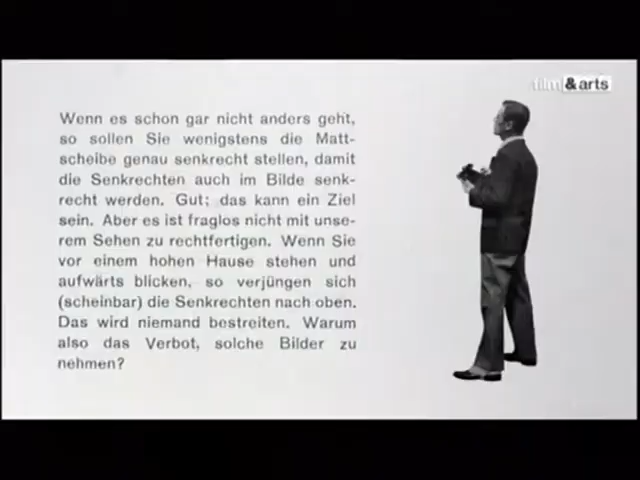 film&arts
Wenn es schon gar nicht anders geht,
so sollen Sie wenigstens die Matt-
scheibe genau senkrecht stellen, damit
die Senkrechten auch im Bilde senk-
recht werden. Gut; das kann ein Ziel
sein. Aber es ist fraglos nicht mit unse-
rem Sehen zu rechtfertigen. Wenn Sie
vor einem hohen Hause stehen und
aufwärts blicken, so verjüngen sich
(scheinbar) die Senkrechten nach oben.
Das wird niemand bestreiten. Warum
also das Verbot, solche Bilder zu
nehmen?